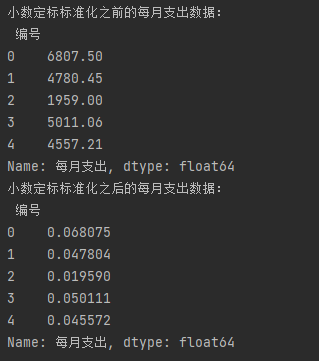 小数定标标准化之前的每月支出数据:
编号
0    6807.50
1    4780.45
2    1959.00
3    5011.06
4    4557.21
Name: 每月支出, dtype: float64
小数定标标准化之后的每月支出数据:
编号
0    0.068075
1    0.047804
2    0.019590
3    0.050111
4    0.045572
Name: 每月支出, dtype: float64